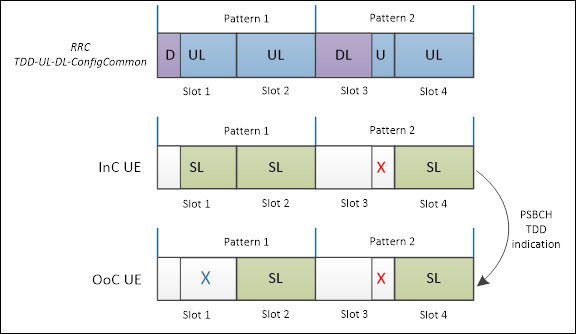 Pattern 1 Pattern 2
RRC
TDD-UL-DL-ConfigCommon
D UL UL DL U UL
Slot 1 Slot 2 Slot 3 Slot 4
Pattern 1 Pattern 2
InC UE SL SL X SL
Slot 1 Slot 2 Slot 3 Slot 4
PSBCH
TDD
indication
Pattern 1 Pattern 2
OoC UE X SL X SL
Slot 1 Slot 2 Slot 3 Slot 4